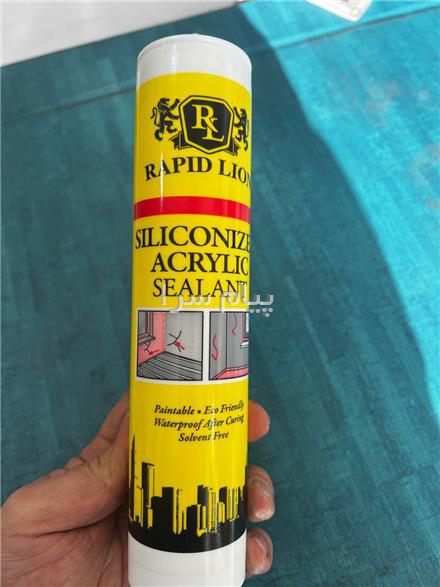 RL
RAPID LION
SILICONIZE
ACRYLIC
SEALANT
پیام سرا
Paintable • Eco Friendly
Waterproof After Curing
Solvent Free